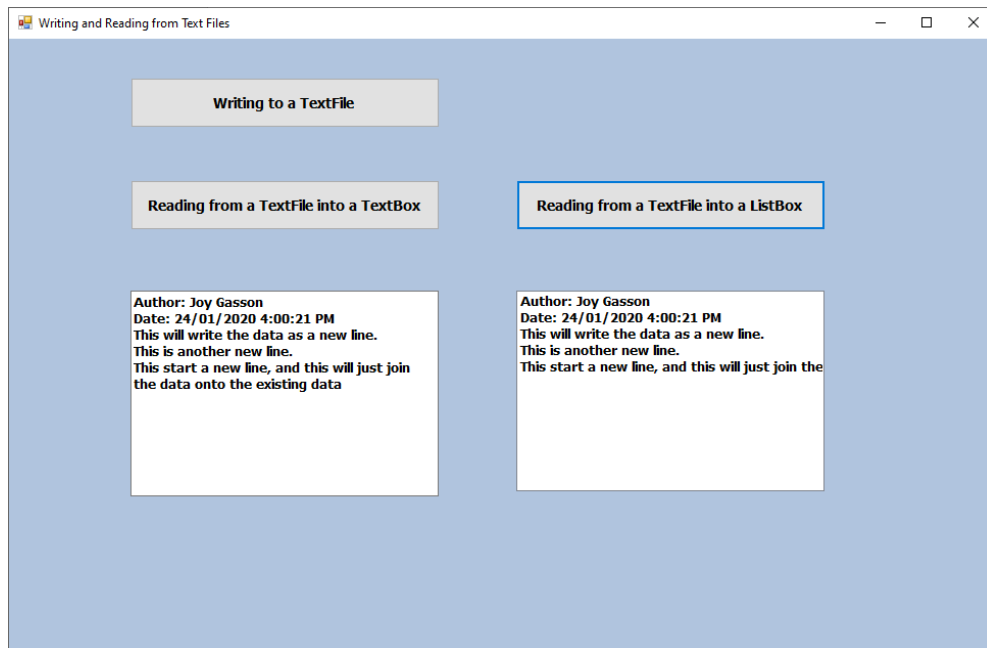 Writing and Reading from Text Files
Writing to a TextFile
Reading from a TextFile into a TextBox
Reading from a TextFile into a ListBox
Author: Joy Gasson
Date: 24/01/2020 4:00:21 PM
This will write the data as a new line.
This is another new line.
This start a new line, and this will just join
the data onto the existing data
Author: Joy Gasson
Date: 24/01/2020 4:00:21 PM
This will write the data as a new line.
This is another new line.
This start a new line, and this will just join the